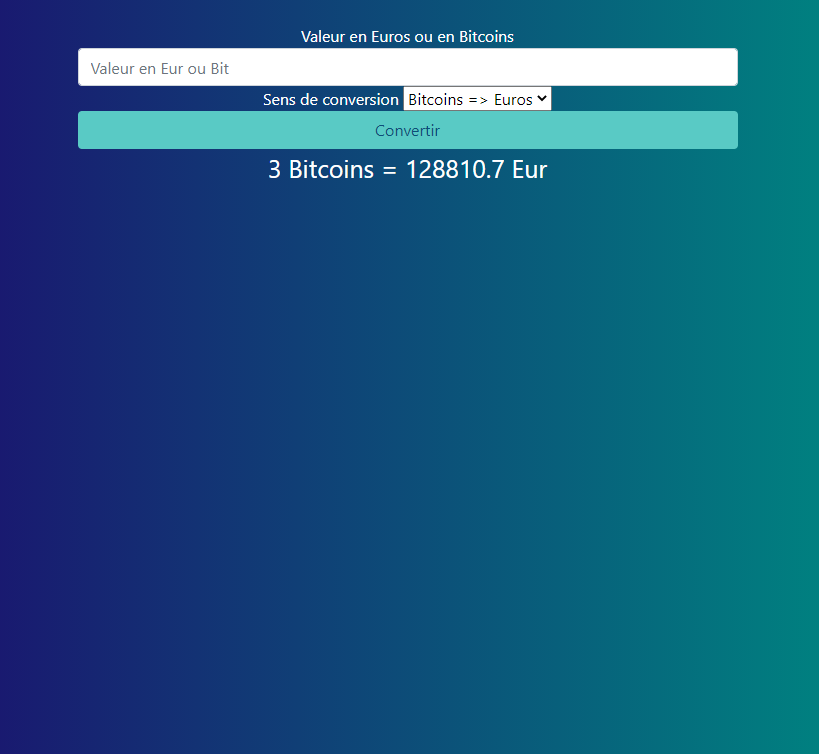 Valeur en Euros ou en Bitcoins
Valeur en Eur ou Bit
Sens de conversion Bitcoins => Euros
Convertir
3 Bitcoins = 128810.7 Eur